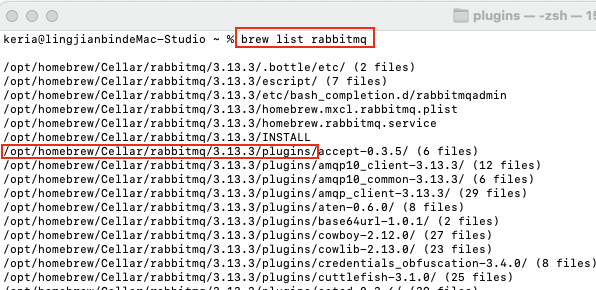 plugins — -zsh —
keria@lingjianbindeMac-Studio ~ % brew list rabbitmq
/opt/homebrew/Cellar/rabbitmq/3.13.3/.bottle/etc/ (2 files)
/opt/homebrew/Cellar/rabbitmq/3.13.3/escript/ (7 files)
/opt/homebrew/Cellar/rabbitmq/3.13.3/etc/bash_completion.d/rabbitmqadmin
/opt/homebrew/Cellar/rabbitmq/3.13.3/homebrew.mxcl.rabbitmq.plist
/opt/homebrew/Cellar/rabbitmq/3.13.3/homebrew.rabbitmq.service
/opt/homebrew/Cellar/rabbitmq/3.13.3/INSTALL
/opt/homebrew/Cellar/rabbitmq/3.13.3/plugins/accept-0.3.5/ (6 files)
/opt/homebrew/Cellar/rabbitmq/3.13.3/plugins/amqp10_client-3.13.3/ (12 files)
/opt/homebrew/Cellar/rabbitmq/3.13.3/plugins/amqp10_common-3.13.3/ (6 files)
/opt/homebrew/Cellar/rabbitmq/3.13.3/plugins/amqp_client-3.13.3/ (29 files)
/opt/homebrew/Cellar/rabbitmq/3.13.3/plugins/aten-0.6.0/ (8 files)
/opt/homebrew/Cellar/rabbitmq/3.13.3/plugins/base64url-1.0.1/ (2 files)
/opt/homebrew/Cellar/rabbitmq/3.13.3/plugins/cowboy-2.12.0/ (27 files)
/opt/homebrew/Cellar/rabbitmq/3.13.3/plugins/cowlib-2.13.0/ (23 files)
/opt/homebrew/Cellar/rabbitmq/3.13.3/plugins/credentials_obfuscation-3.4.0/ (8 files)
/opt/homebrew/Cellar/rabbitmq/3.13.3/plugins/cuttlefish-3.1.0/ (25 files)